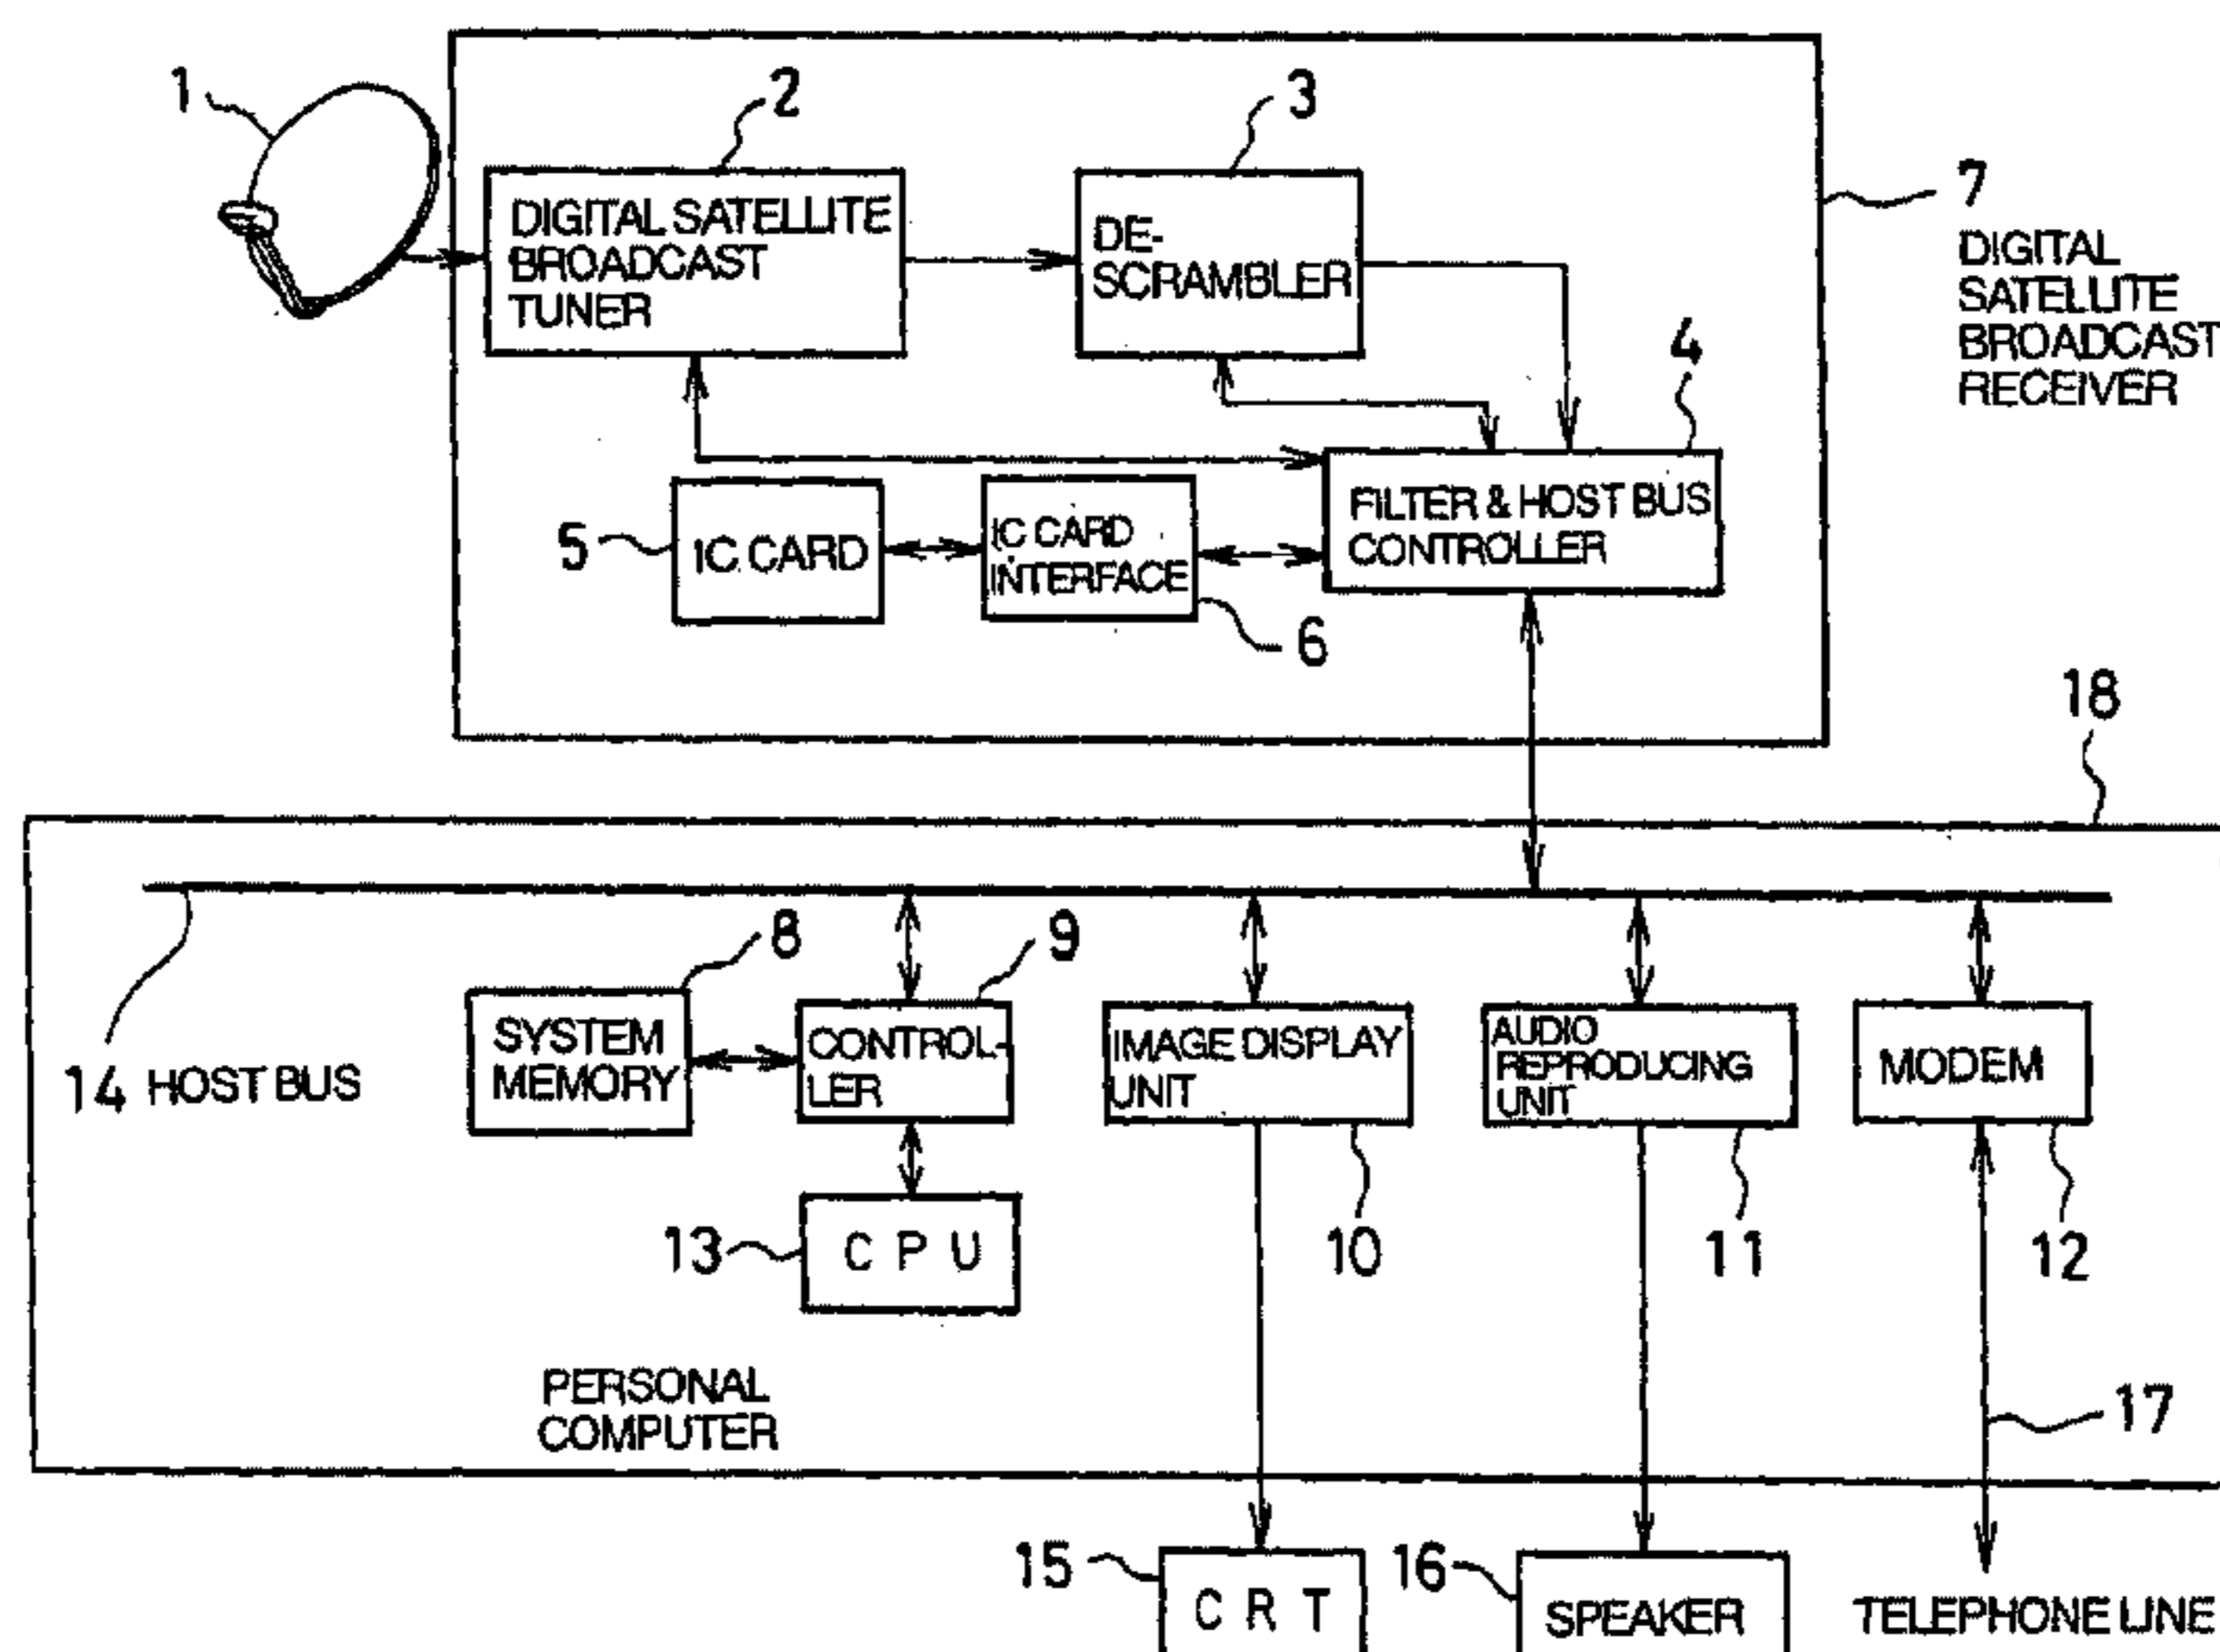 1
2
3
DIGITAL SATELLITE
BROADCAST
TUNER
DE-
SCRAMBLER
7
DIGITAL
SATELLITE
BROADCAST
RECEIVER
4
5
IC CARD
IC CARD
INTERFACE
FILTER & HOST BUS
CONTROLLER
6
18
8
9
14 HOST BUS
SYSTEM
MEMORY
CONTROL-
LER
IMAGE DISPLAY
UNIT
AUDIO
REPRODUCING
UNIT
MODEM
13
C P U
10
11
12
PERSONAL
COMPUTER
17
15
C R T
16
SPEAKER
TELEPHONE LINE